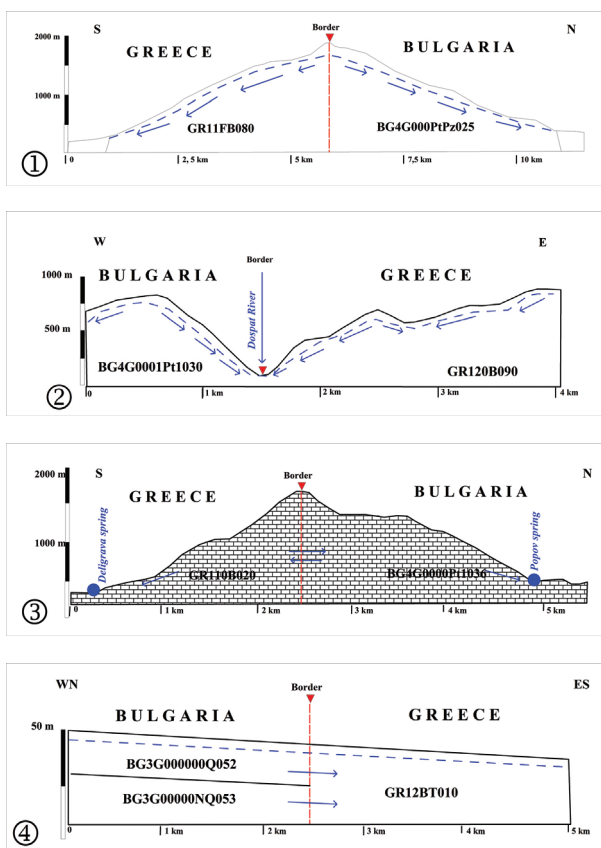 Border
S
N
2000 m
GREECE
BULGARIA
1000 m
GR11FB080
BG4G000PtPz025
①
0
2, 5 km
5 km
7,5 km
10 km
W
E
1000 m
Border
BULGARIA
GREECE
Dospat River
500 m
BG4G0001Pt1030
GR120B090
②
0
1 km
2 km
3 km
4 km
2000 m
S
Border
N
GREECE
BULGARIA
Deligrava spring
Popov spring
1000 m
GR110B020
BG4G0000Pt1036
③
0
1 km
2 km
3 km
4 km
5 km
WN
Border
ES
BULGARIA
GREECE
50 m
BG3G000000Q052
BG3G00000NQ053
GR12BT010
④
0
1 km
2 km
3 km
4 km
5 km